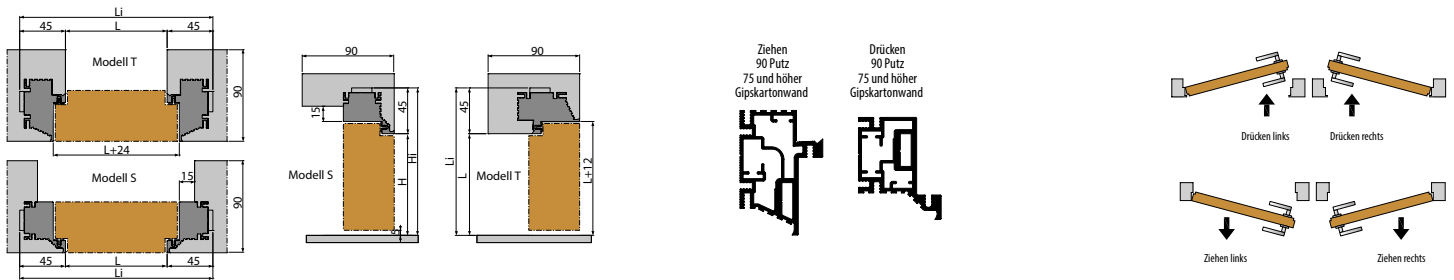 Li
45
L
45
Modell T
90
L+24
Modell S
15
90
45
L
45
Li
90
15
45
Modell S
H
Hi
90
45
Li
L
Modell T
L+12
Ziehen
90 Putz
75 und höher
Gipskartonwand
Drücken
90 Putz
75 und höher
Gipskartonwand
Drücken links
Drücken rechts
Ziehen links
Ziehen rechts